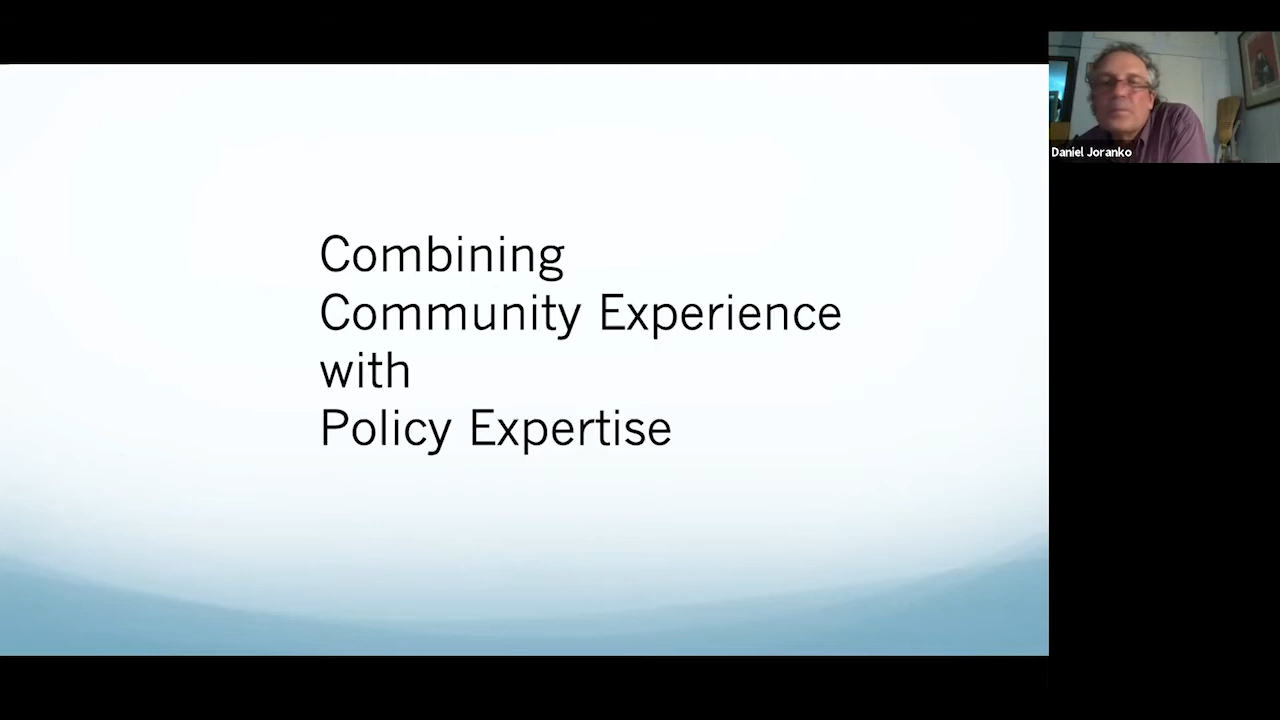 Combining
Community Experience
with
Policy Expertise
Daniel Joranko